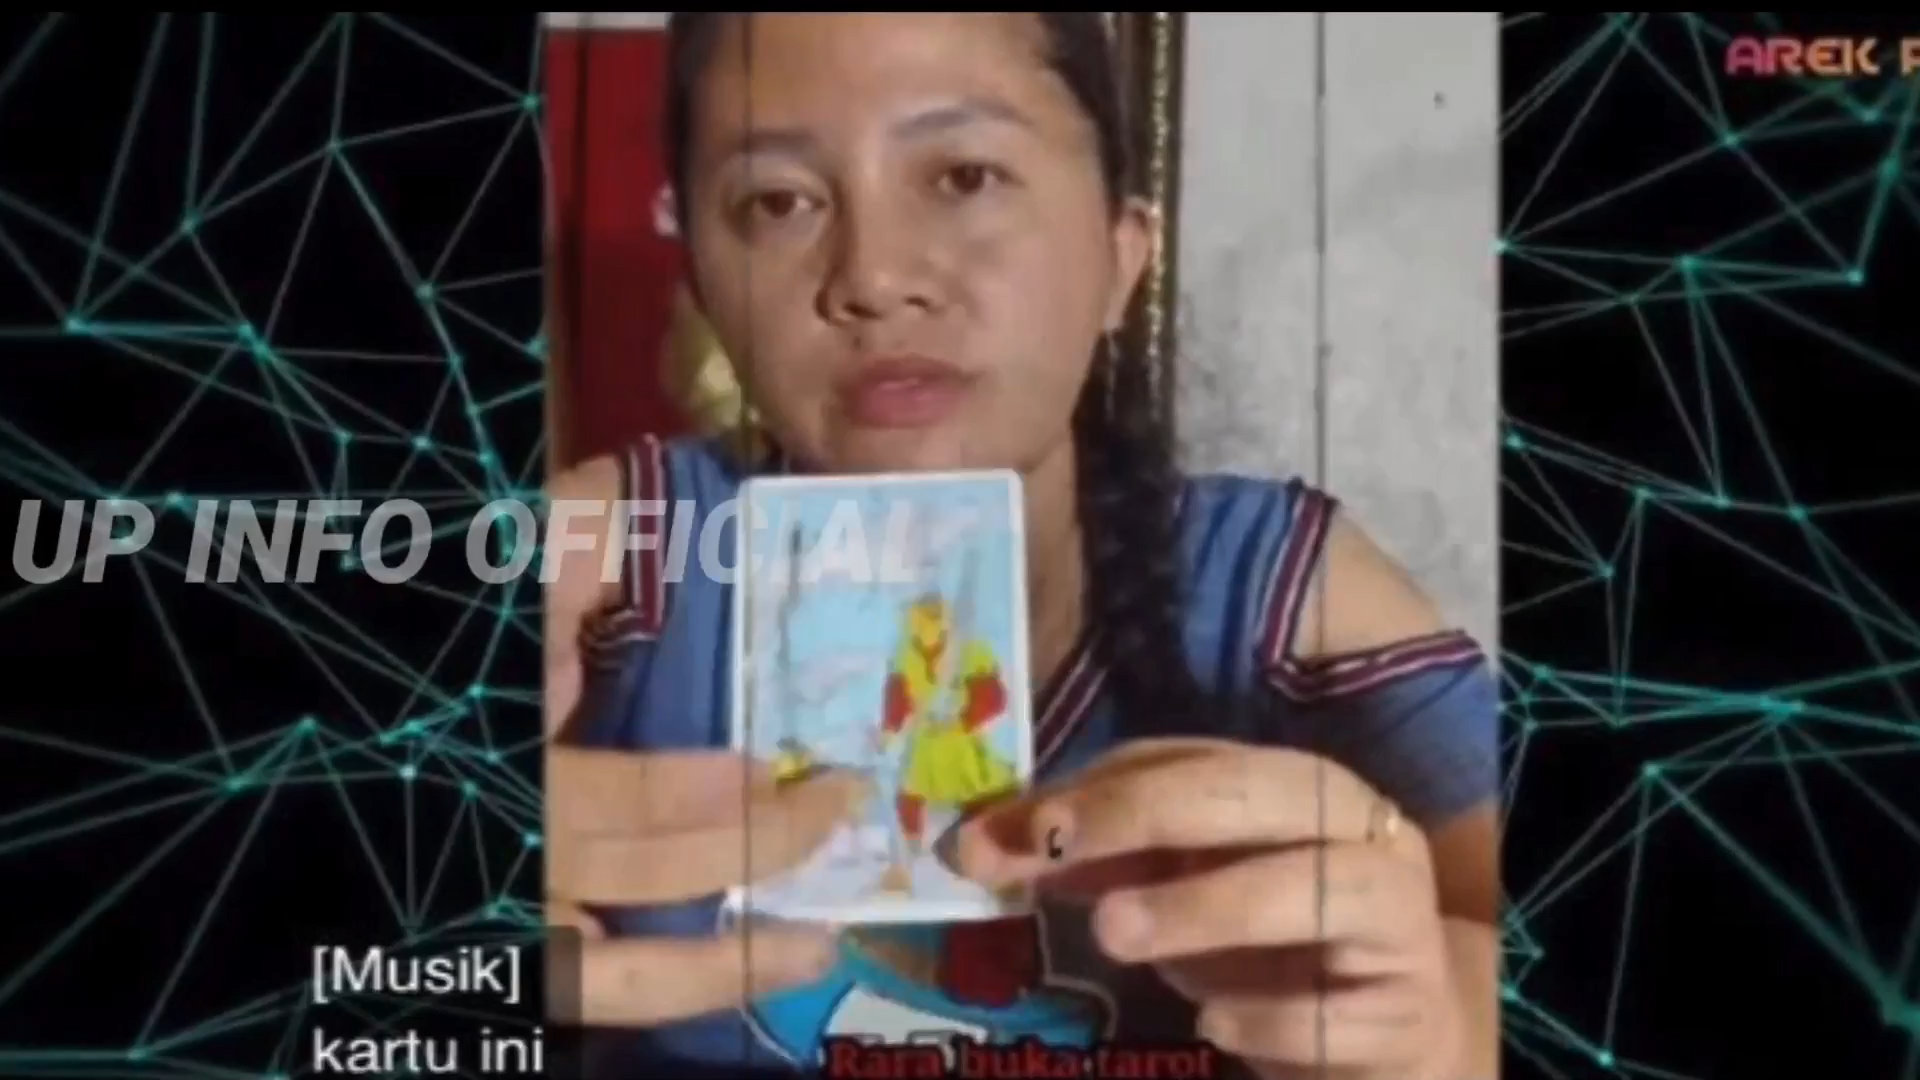 AREK
UP INFO OFFICIAL
[Musik]
kartu ini
Rara buka tarot